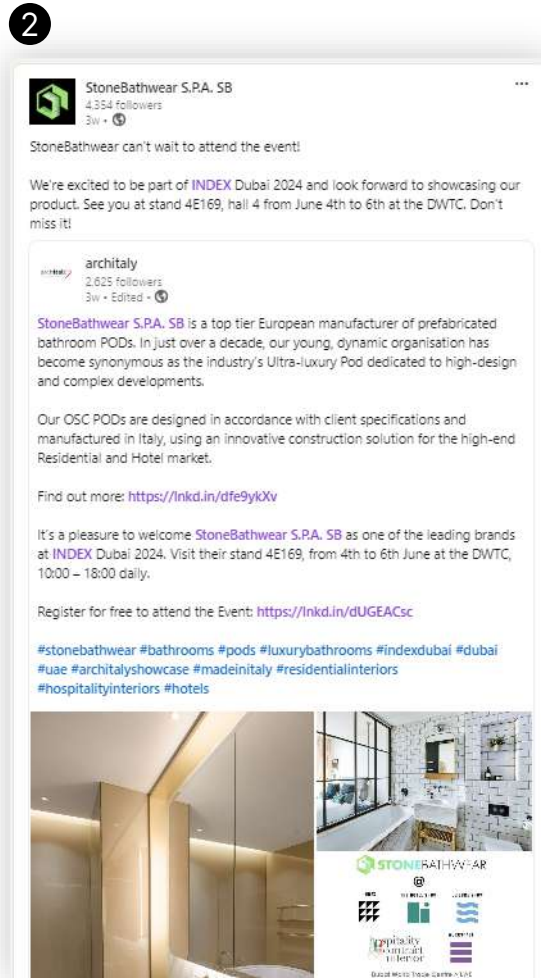 2
StoneBathwear S.P.A. SB
4,354 followers
3w •
StoneBathwear can't wait to attend the event!
We're excited to be part of INDEX Dubai 2024 and look forward to showcasing our
product. See you at stand 4E169, hall 4 from June 4th to 6th at the DWTC. Don't
miss it!
architaly
architaly
2,625 followers
3w • Edited •
StoneBathwear S.P.A. SB is a top tier European manufacturer of prefabricated
bathroom PODs. In just over a decade, our young, dynamic organisation has
become synonymous as the industry's Ultra-luxury Pod dedicated to high-design
and complex developments.
Our OSC PODs are designed in accordance with client specifications and
manufactured in Italy, using an innovative construction solution for the high-end
Residential and Hotel market.
Find out more: https://lnkd.in/dfe9ykXv
It's a pleasure to welcome StoneBathwear S.P.A. SB as one of the leading brands
at INDEX Dubai 2024. Visit their stand 4E169, from 4th to 6th June at the DWTC,
10:00 – 18:00 daily.
Register for free to attend the Event: https://lnkd.in/dUGEACsc
#stonebathwear #bathrooms #pods #luxurybathrooms #indexdubai #dubai
#uae #architalyshowcase #madeinitaly #residentialinteriors
#hospitalityinteriors #hotels
STONEBATHWEAR
@
Dubai World Trade Centre • UAE